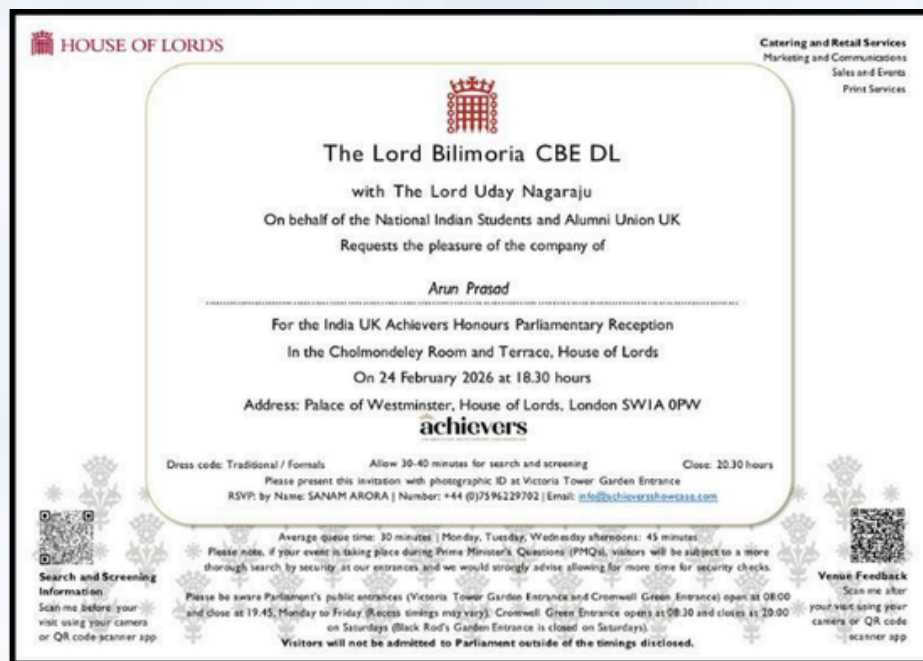 HOUSE OF LORDS
Catering and Retail Services
Marketing and Communications
Sales and Events
Print Services
The Lord Bilimoria CBE DL
with The Lord Uday Nagaraju
On behalf of the National Indian Students and Alumni Union UK
Requests the pleasure of the company of
Arun Prasad
For the India UK Achievers Honours Parliamentary Reception
In the Cholmondeley Room and Terrace, House of Lords
On 24 February 2026 at 18.30 hours
Address: Palace of Westminster, House of Lords, London SW1A 0PW
achievers
Dress code: Traditional / Formals Allow 30-40 minutes for search and screening Close: 20.30 hours
Please present this invitation with photographic ID at Victoria Tower Garden Entrance
RSVP: by Name: SANAM ARORA | Number: +44 (0)7596229702 | Email: info@achieversshowcase.com
Average queue time: 30 minutes | Monday, Tuesday, Wednesday afternoons: 45 minutes
Please note, if your event is taking place during Prime Minister's Questions (PMQs), visitors will be subject to a more
thorough search by security at our entrances and we would strongly advise allowing for more time for security checks.
Please be aware Parliament's public entrances (Victoria Tower Garden Entrance and Cromwell Green Entrance) open at 08:00
and close at 19.45, Monday to Friday (Recess timings may vary). Cromwell Green Entrance opens at 08:30 and closes at 20:00
on Saturdays (Black Rod's Garden Entrance is closed on Saturdays).
Visitors will not be admitted to Parliament outside of the timings disclosed.
Search and Screening
Information
Scan me before your
visit using your camera
or QR code scanner app
Venue Feedback
Scan me after
your visit using your
camera or QR code
scanner app